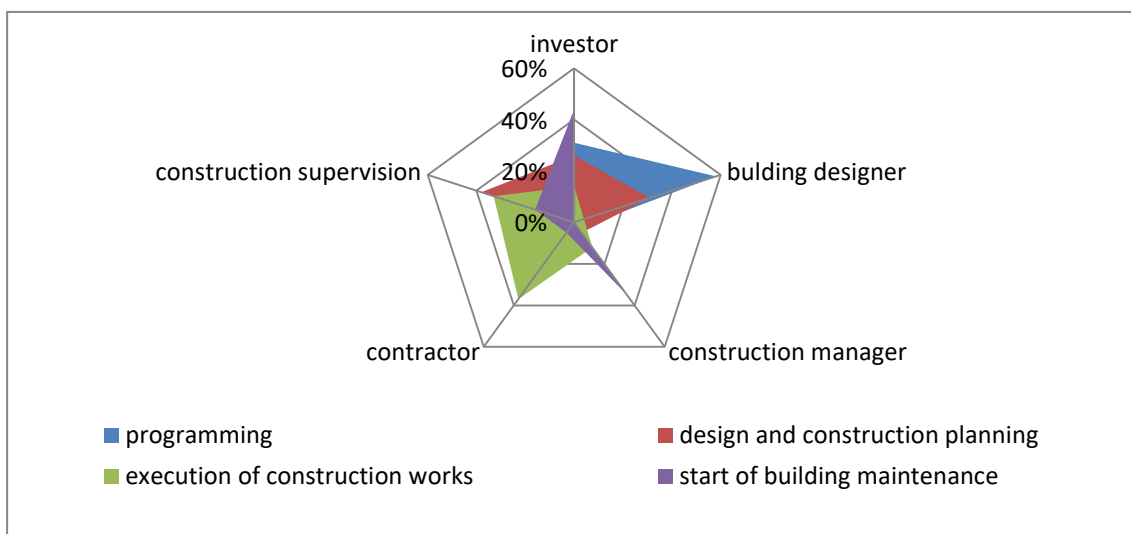 investor
60%
40%
20%
0%
construction supervision
bulding designer
contractor
construction manager
programming
design and construction planning
execution of construction works
start of building maintenance